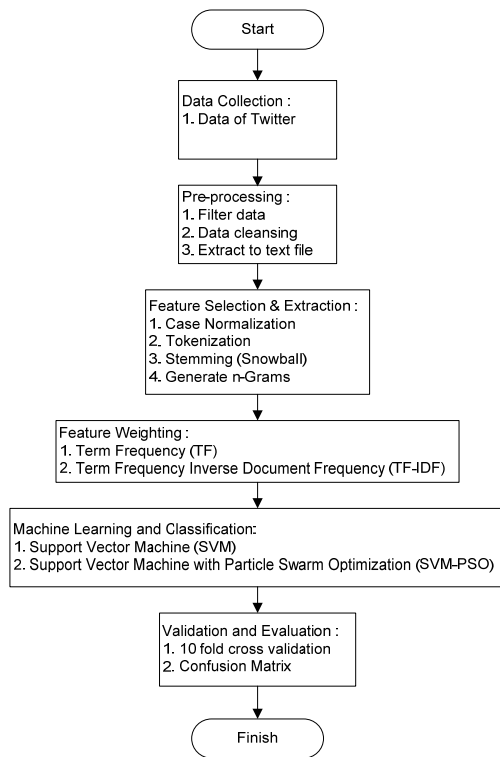 Start
Data Collection :
1. Data of Twitter
Pre-processing :
1. Filter data
2. Data cleansing
3. Extract to text file
Feature Selection & Extraction :
1. Case Normalization
2. Tokenization
3. Stemming (Snowball)
4. Generate n-Grams
Feature Weighting :
1. Term Frequency (TF)
2. Term Frequency Inverse Document Frequency (TF-IDF)
Machine Learning and Classification:
1. Support Vector Machine (SVM)
2. Support Vector Machine with Particle Swarm Optimization (SVM-PSO)
Validation and Evaluation :
1. 10 fold cross validation
2. Confusion Matrix
Finish